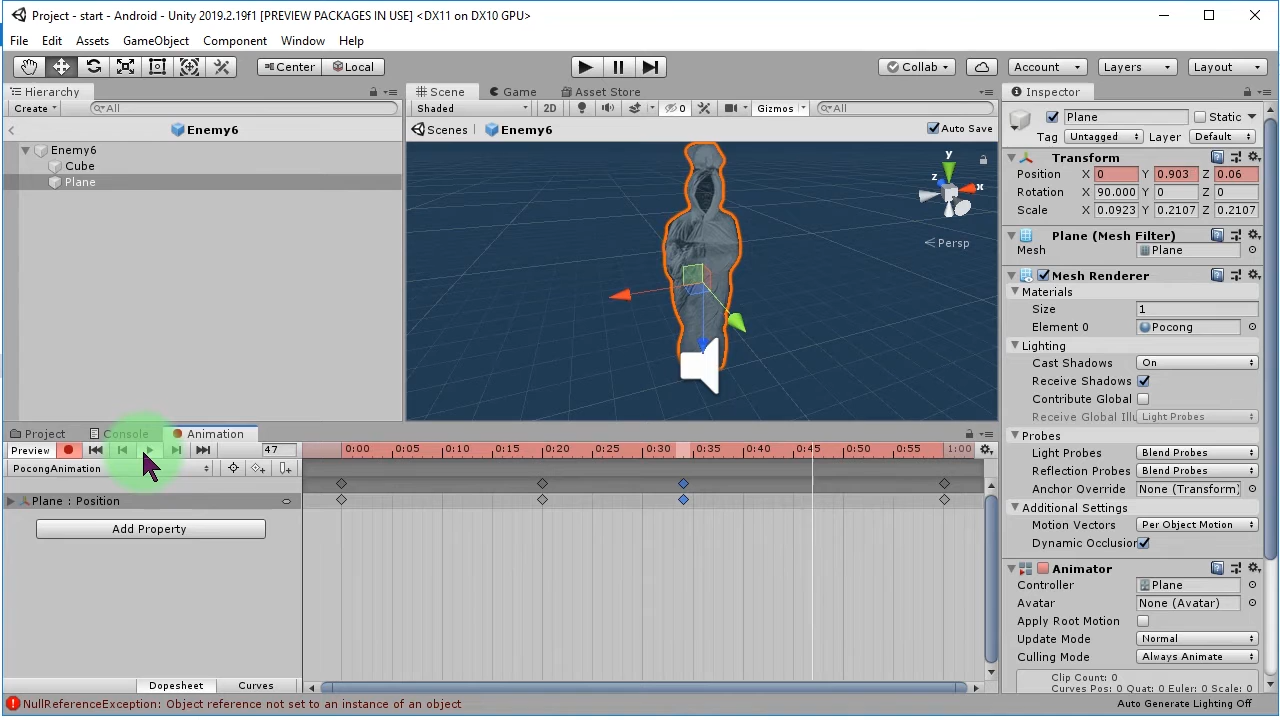 Project - start - Android - Unity 2019.2.19f1 [PREVIEW PACKAGES IN USE] <DX11 on DX10 GPU>
File Edit Assets GameObject Component Window Help
Center Local Collab Account Layers Layout
Hierarchy
Create All
Enemy6
Enemy6
Cube
Plane
Scene Game Asset Store
Shaded 2D 0 Gizmos All
Scenes Enemy6 Auto Save
y
z
x
Persp
Inspector
Plane Static
Tag Untagged Layer Default
Transform
Position X 0 Y 0.903 Z 0.06
Rotation X 90.000 Y 0 Z 0
Scale X 0.0923 Y 0.2107 Z 0.2107
Plane (Mesh Filter)
Mesh Plane
Mesh Renderer
Materials
Size 1
Element 0 Pocong
Lighting
Cast Shadows On
Receive Shadows
Contribute Global
Receive Global Illu Light Probes
Probes
Light Probes Blend Probes
Reflection Probes Blend Probes
Anchor Override None (Transform)
Additional Settings
Motion Vectors Per Object Motion
Dynamic Occlusion
Animator
Controller Plane
Avatar None (Avatar)
Apply Root Motion
Update Mode Normal
Culling Mode Always Animate
Clip Count: 0
Curves Pos: 0 Quat: 0 Euler: 0 Scale: 0
Project Console Animation
Preview 47 0:00 0:05 0:10 0:15 0:20 0:25 0:30 0:35 0:40 0:45 0:50 0:55 1:00
PocongAnimation
Plane : Position
Add Property
Dopesheet Curves
NullReferenceException: Object reference not set to an instance of an object
Auto Generate Lighting Off